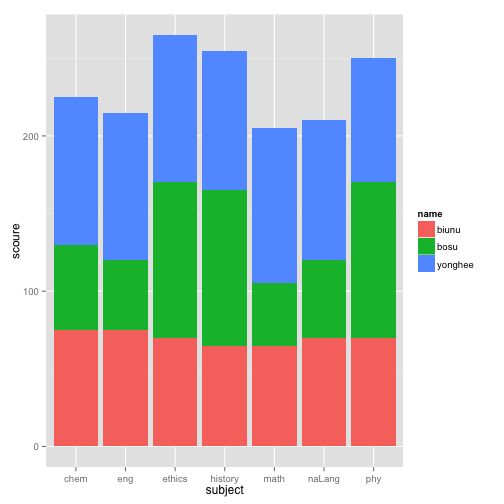 scoure
200
100
0
chem eng ethics history math naLang phy
subject
name
biunu
bosu
yonghee